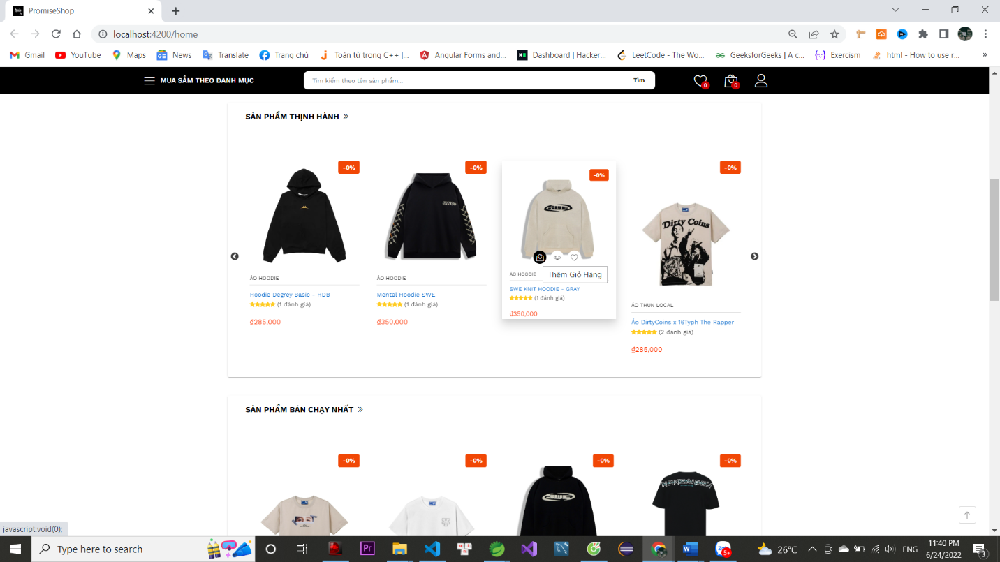 PromiseShop
localhost:4200/home
Gmail YouTube Maps News Translate Trang chủ Toán tử trong C++ |... Angular Forms and... Dashboard | Hacker... LeetCode - The Wo... GeeksforGeeks | A c... Exercism html - How to use r... »
MUA SẮM THEO DANH MỤC
Tìm kiếm theo tên sản phẩm...
Tìm
0
0
SẢN PHẨM THỊNH HÀNH
-0%
-0%
-0%
-0%
SWE
Dirty Coins
ÁO HOODIE
Hoodie Degrey Basic - HDB
(1 đánh giá)
₫285,000
ÁO HOODIE
Mental Hoodie SWE
(1 đánh giá)
₫350,000
ÁO HOODIE
Thêm Giỏ Hàng
SWE KNIT HOODIE - GRAY
(1 đánh giá)
₫350,000
ÁO THUN LOCAL
Áo DirtyCoins x 16Typh The Rapper
(2 đánh giá)
₫285,000
SẢN PHẨM BÁN CHẠY NHẤT
-0%
-0%
-0%
-0%
javascript:void(0);
Type here to search
26°C
ENG
11:40 PM
6/24/2022
5+
3